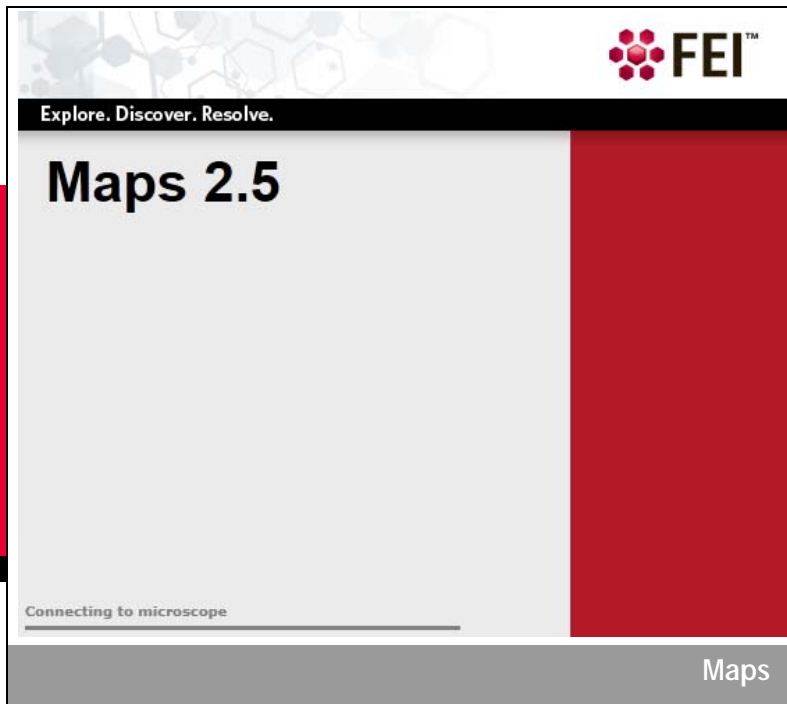 FEI™
Explore. Discover. Resolve.
Maps 2.5
Connecting to microscope
Maps